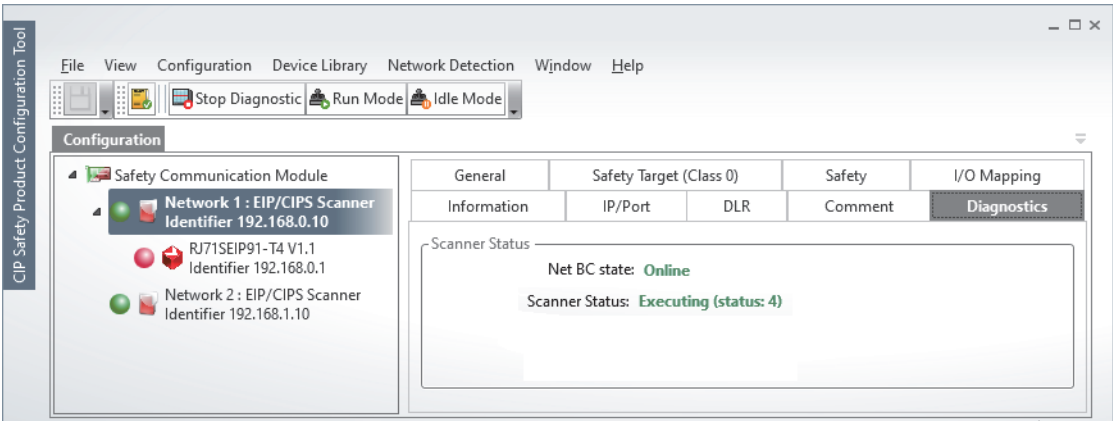 CIP Safety Product Configuration Tool
File View Configuration Device Library Network Detection Window Help
Stop Diagnostic Run Mode Idle Mode
Configuration
Safety Communication Module
Network 1 : EIP/CIPS Scanner
Identifier 192.168.0.10
RJ71SEIP91-T4 V1.1
Identifier 192.168.0.1
Network 2 : EIP/CIPS Scanner
Identifier 192.168.1.10
General Safety Target (Class 0) Safety I/O Mapping
Information IP/Port DLR Comment Diagnostics
Scanner Status
Net BC state: Online
Scanner Status: Executing (status: 4)